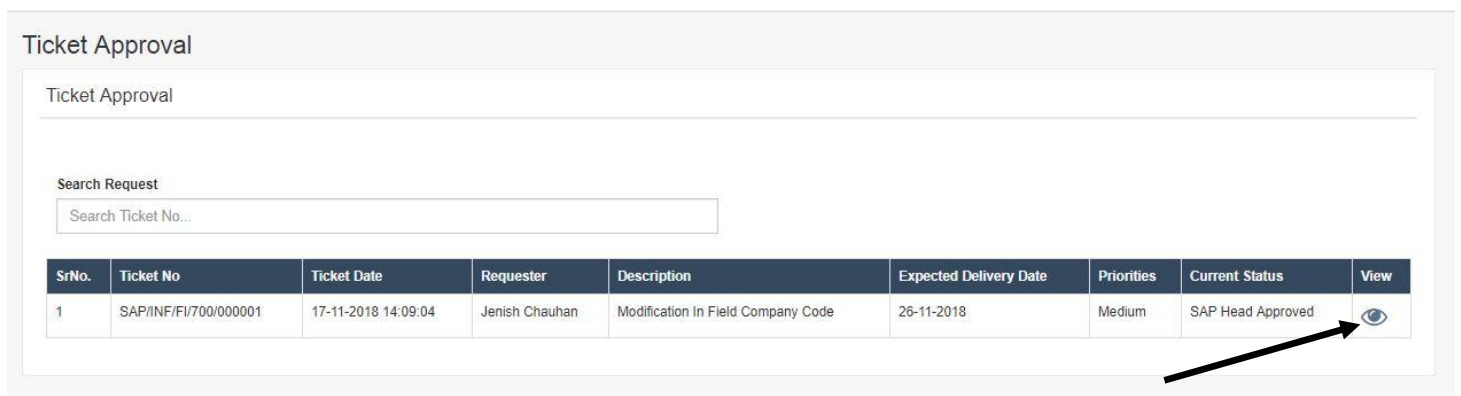 Ticket Approval
Ticket Approval
Search Request
Search Ticket No...
SrNo. Ticket No Ticket Date Requester Description Expected Delivery Date Priorities Current Status View
1 SAP/INF/FI/700/000001 17-11-2018 14:09:04 Jenish Chauhan Modification In Field Company Code 26-11-2018 Medium SAP Head Approved